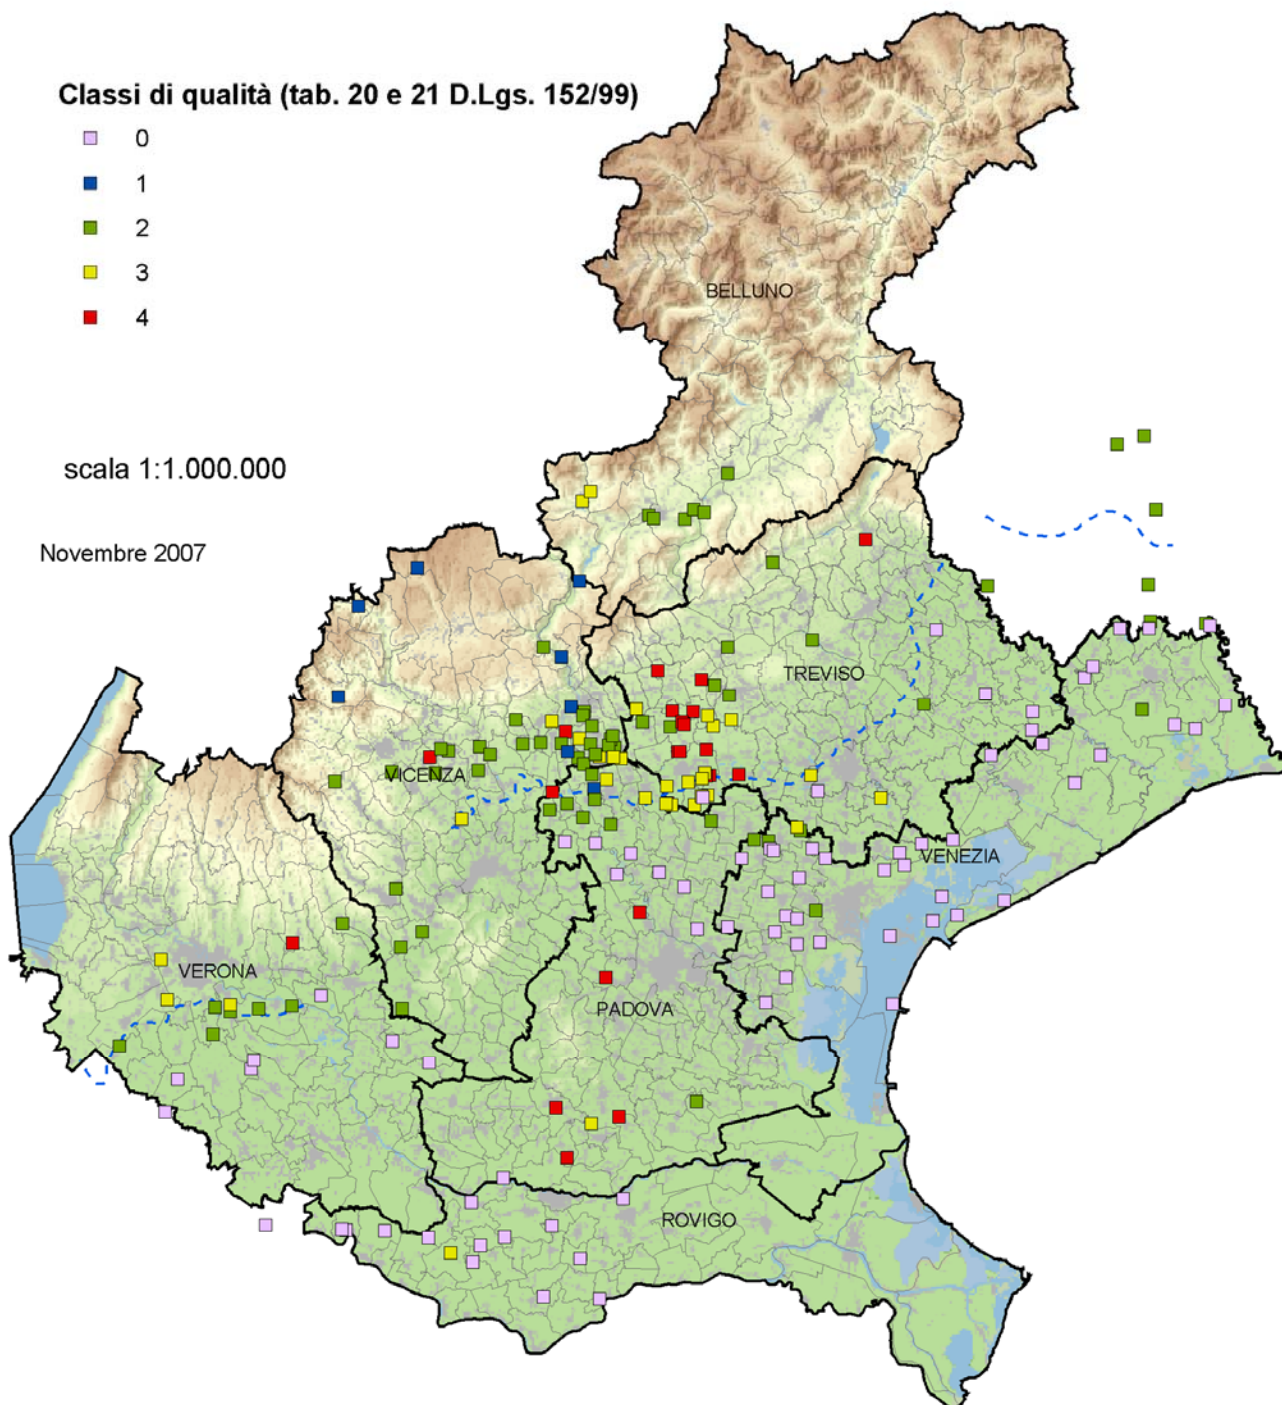 Classi di qualità (tab. 20 e 21 D.Lgs. 152/99)
0
1
2
3
4
scala 1:1.000.000
Novembre 2007
BELLUNO
TREVISO
VICENZA
VENEZIA
VERONA
PADOVA
ROVIGO